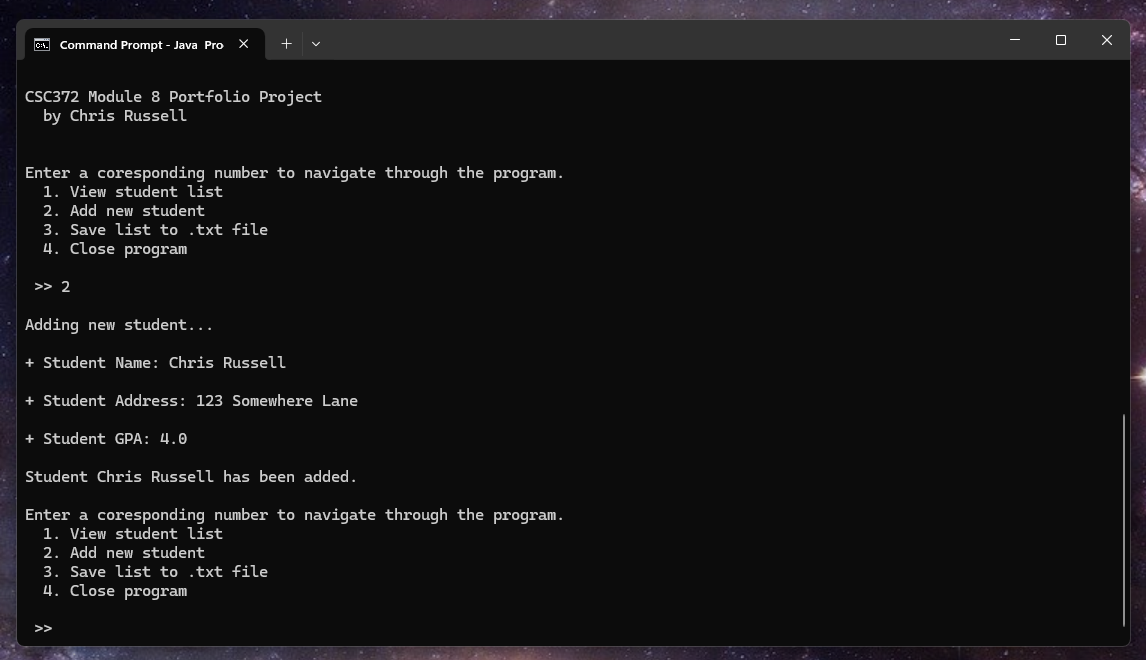 Command Prompt - Java Pro
CSC372 Module 8 Portfolio Project
by Chris Russell
Enter a coresponding number to navigate through the program.
1. View student list
2. Add new student
3. Save list to .txt file
4. Close program
>> 2
Adding new student...
+ Student Name: Chris Russell
+ Student Address: 123 Somewhere Lane
+ Student GPA: 4.0
Student Chris Russell has been added.
Enter a coresponding number to navigate through the program.
1. View student list
2. Add new student
3. Save list to .txt file
4. Close program
>>